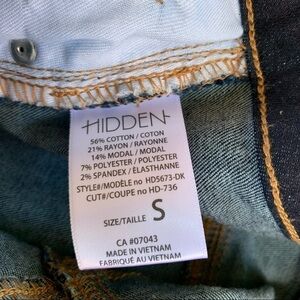 HIDDEN
56% COTTON / COTON
21% RAYON / RAYONNE
14% MODAL / MODAL
7% POLYESTER / POLYESTER
2% SPANDEX / ÉLASTHANE
STYLE#/MODÈLE no HD5673-DK
CUT#/COUPE no HD-736
SIZE/TAILLE S
CA #07043
MADE IN VIETNAM
FABRIQUÉ AU VIETNAM